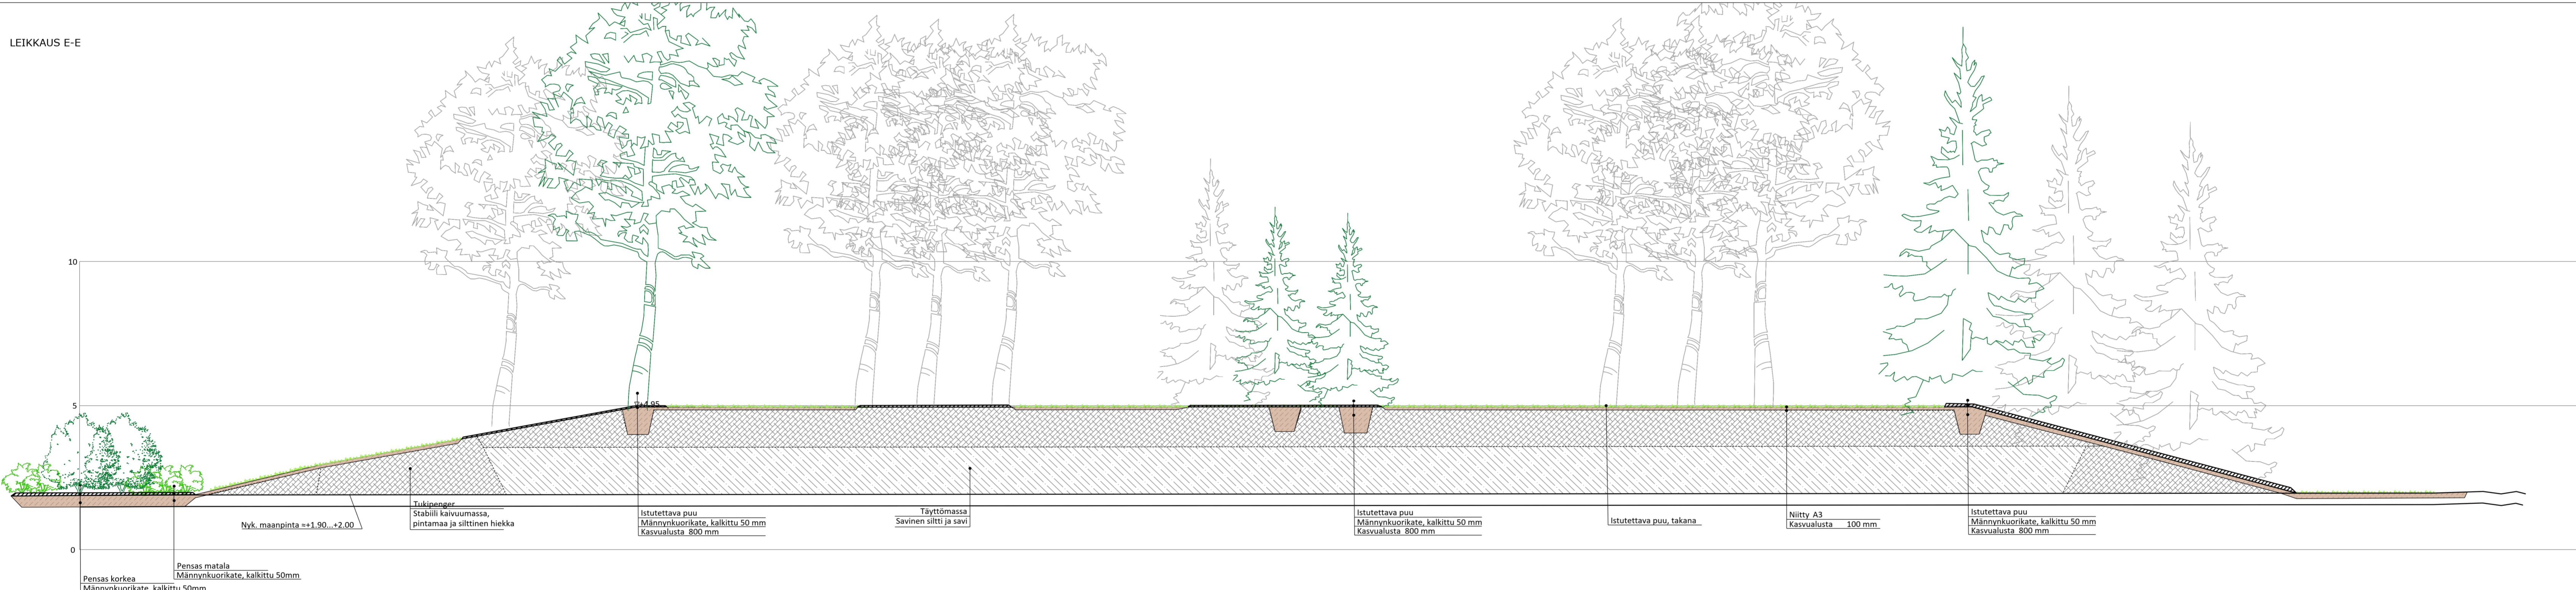 LEIKKAUS E-E
10
5
+4.95
0
Nyk. maanpinta ≈+1.90...+2.00
Tukipenger
Stabiili kaivuumassa,
pintamaa ja silttinen hiekka
Istutettava puu
Männynkuorikate, kalkittu 50 mm
Kasvualusta 800 mm
Täyttömassa
Savinen siltti ja savi
Istutettava puu
Männynkuorikate, kalkittu 50 mm
Kasvualusta 800 mm
Istutettava puu, takana
Niitty A3
Kasvualusta 100 mm
Istutettava puu
Männynkuorikate, kalkittu 50 mm
Kasvualusta 800 mm
Pensas matala
Männynkuorikate, kalkittu 50mm
Pensas korkea
Männynkuorikate, kalkittu 50mm